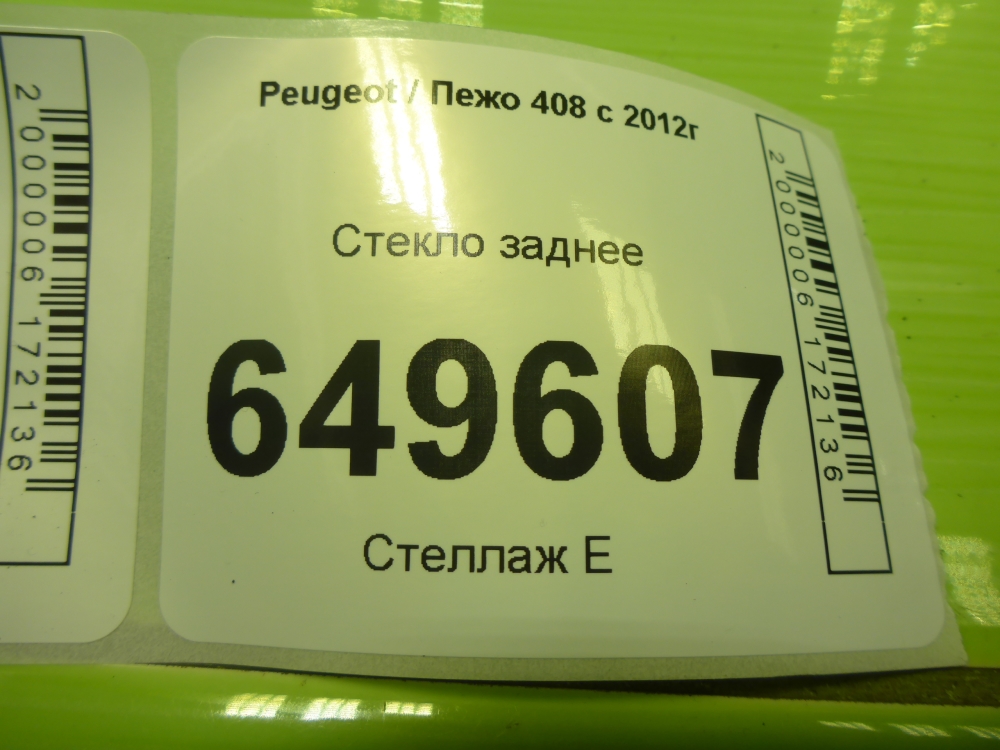 2000006172136
Peugeot / Пежо 408 с 2012г
Стекло заднее
649607
Стеллаж Е
2000006172136